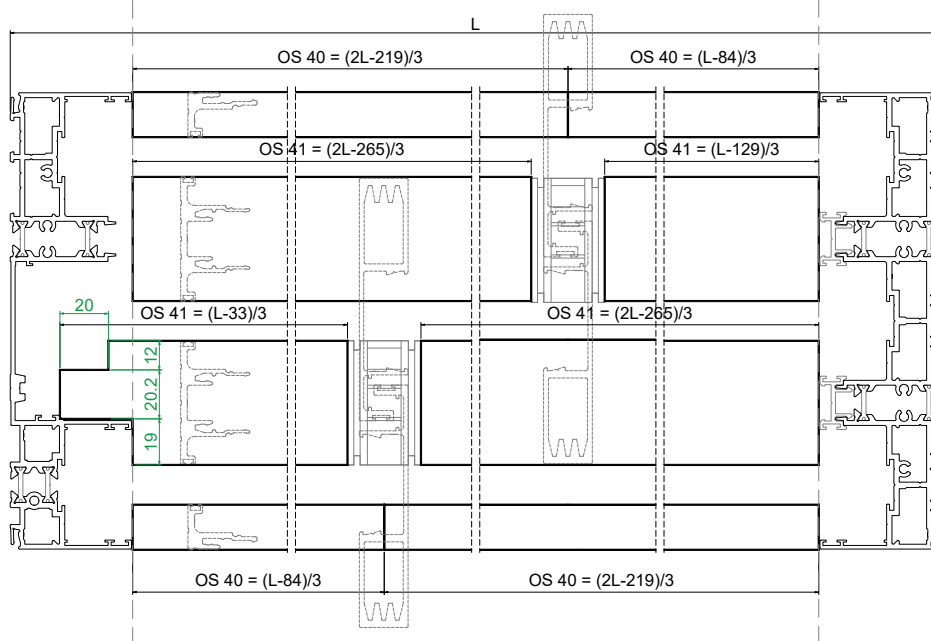 L
OS 40 = (2L-219)/3
OS 40 = (L-84)/3
OS 41 = (2L-265)/3
OS 41 = (L-129)/3
20
OS 41 = (L-33)/3
OS 41 = (2L-265)/3
12
20.2
19
OS 40 = (L-84)/3
OS 40 = (2L-219)/3